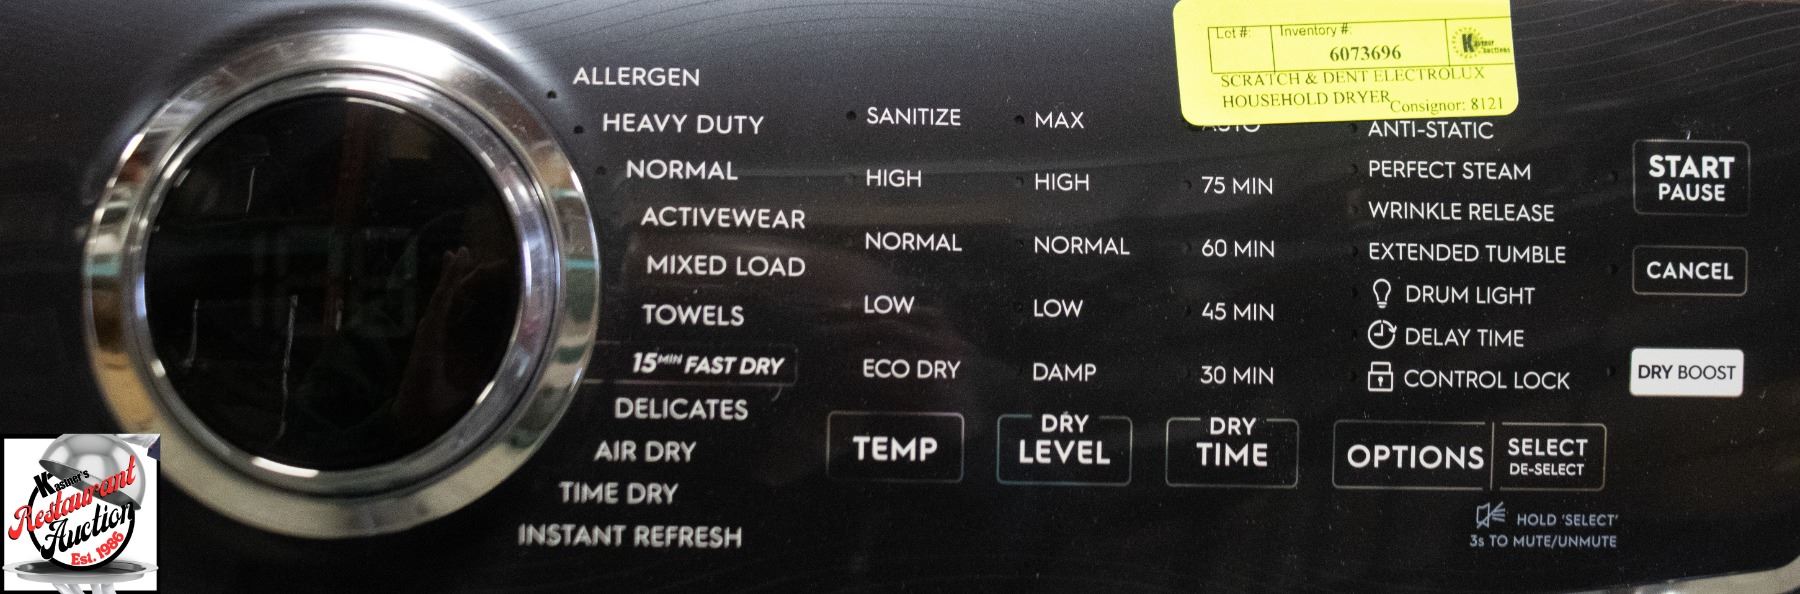 Lot #: Inventory #:
6073696
Kastner Auctions
SCRATCH & DENT ELECTROLUX
HOUSEHOLD DRYER
Consignor: 8121
ALLERGEN
HEAVY DUTY
NORMAL
ACTIVEWEAR
MIXED LOAD
TOWELS
15MIN FAST DRY
DELICATES
AIR DRY
TIME DRY
INSTANT REFRESH
SANITIZE
HIGH
NORMAL
LOW
ECO DRY
TEMP
MAX
HIGH
NORMAL
LOW
DAMP
DRY
LEVEL
AUTO
75 MIN
60 MIN
45 MIN
30 MIN
DRY
TIME
ANTI-STATIC
PERFECT STEAM
WRINKLE RELEASE
EXTENDED TUMBLE
DRUM LIGHT
DELAY TIME
CONTROL LOCK
OPTIONS
SELECT
DE-SELECT
HOLD 'SELECT'
3s TO MUTE/UNMUTE
START
PAUSE
CANCEL
DRY BOOST
Kastner's
Restaurant
Auction
Est. 1986